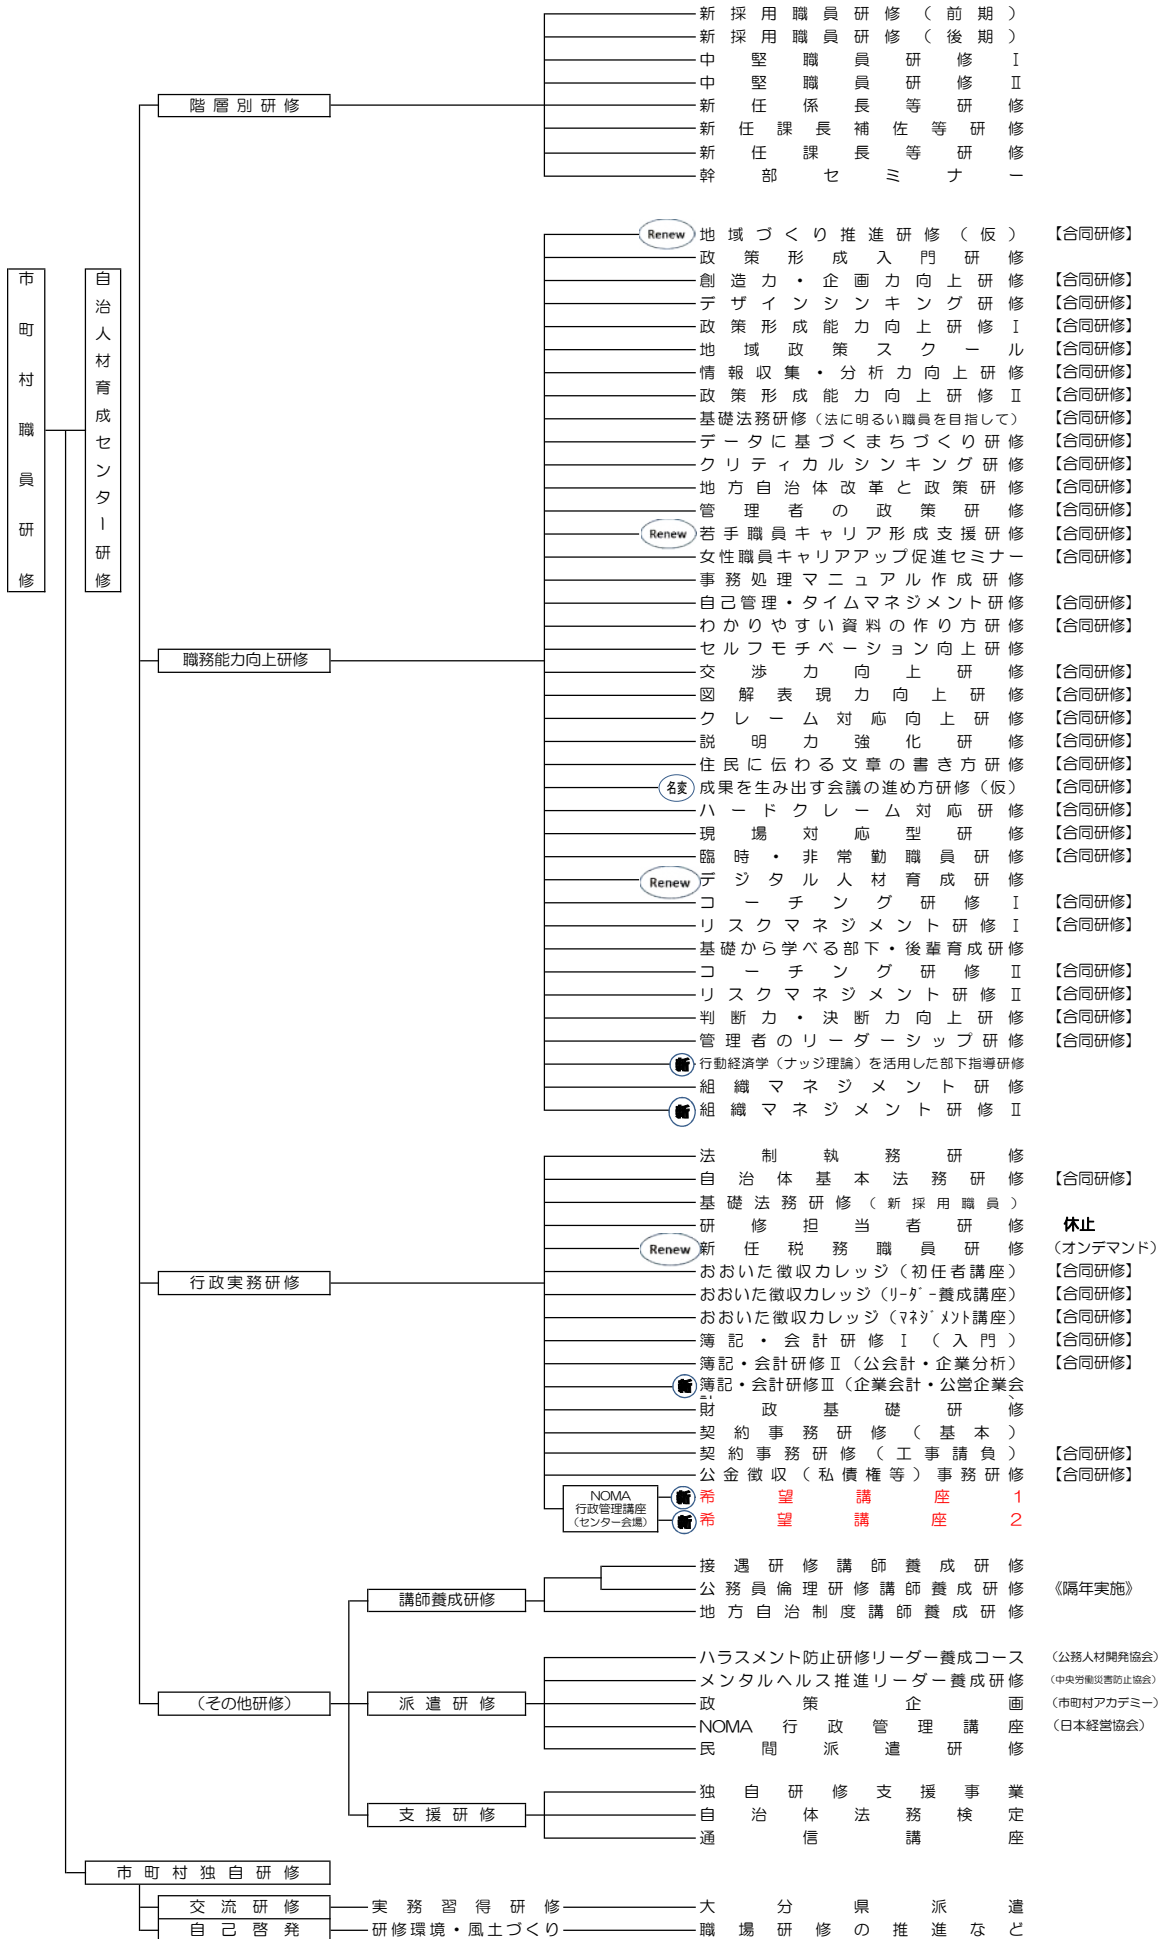 市町村職員研修
自治人材育成センター研修
階層別研修
新採用職員研修（前期）
新採用職員研修（後期）
中堅職員研修Ⅰ
中堅職員研修Ⅱ
新任係長等研修
新任課長補佐等研修
新任課長等研修
幹部セミナー
職務能力向上研修
Renew 地域づくり推進研修（仮） 【合同研修】
政策形成入門研修
創造力・企画力向上研修 【合同研修】
デザインシンキング研修 【合同研修】
政策形成能力向上研修Ⅰ 【合同研修】
地域政策スクール 【合同研修】
情報収集・分析力向上研修 【合同研修】
政策形成能力向上研修Ⅱ 【合同研修】
基礎法務研修（法に明るい職員を目指して） 【合同研修】
データに基づくまちづくり研修 【合同研修】
クリティカルシンキング研修 【合同研修】
地方自治体改革と政策研修 【合同研修】
管理者の政策研修 【合同研修】
Renew 若手職員キャリア形成支援研修 【合同研修】
女性職員キャリアアップ促進セミナー 【合同研修】
事務処理マニュアル作成研修
自己管理・タイムマネジメント研修 【合同研修】
わかりやすい資料の作り方研修 【合同研修】
セルフモチベーション向上研修
交渉力向上研修 【合同研修】
図解表現力向上研修 【合同研修】
クレーム対応向上研修 【合同研修】
説明力強化研修 【合同研修】
住民に伝わる文章の書き方研修 【合同研修】
名変 成果を生み出す会議の進め方研修（仮） 【合同研修】
ハードクレーム対応研修 【合同研修】
現場対応型研修 【合同研修】
臨時・非常勤職員研修 【合同研修】
Renew デジタル人材育成研修
コーチング研修Ⅰ 【合同研修】
リスクマネジメント研修Ⅰ 【合同研修】
基礎から学べる部下・後輩育成研修
コーチング研修Ⅱ 【合同研修】
リスクマネジメント研修Ⅱ 【合同研修】
判断力・決断力向上研修 【合同研修】
管理者のリーダーシップ研修 【合同研修】
新 行動経済学（ナッジ理論）を活用した部下指導研修
組織マネジメント研修
新 組織マネジメント研修Ⅱ
行政実務研修
法制執務研修
自治体基本法務研修 【合同研修】
基礎法務研修（新採用職員）
研修担当者研修 休止
Renew 新任税務職員研修 （オンデマンド）
おおいた徴収カレッジ（初任者講座） 【合同研修】
おおいた徴収カレッジ（ﾘｰﾀﾞｰ養成講座） 【合同研修】
おおいた徴収カレッジ（ﾏﾈｼﾞﾒﾝﾄ講座） 【合同研修】
簿記・会計研修Ⅰ（入門） 【合同研修】
簿記・会計研修Ⅱ（公会計・企業分析） 【合同研修】
新 簿記・会計研修Ⅲ（企業会計・公営企業会
財政基礎研修
契約事務研修（基本）
契約事務研修（工事請負） 【合同研修】
公金徴収（私債権等）事務研修 【合同研修】
NOMA
行政管理講座
（センター会場）
新 希望講座1
新 希望講座2
（その他研修）
講師養成研修
接遇研修講師養成研修
公務員倫理研修講師養成研修 《隔年実施》
地方自治制度講師養成研修
派遣研修
ハラスメント防止研修リーダー養成コース （公務人材開発協会）
メンタルヘルス推進リーダー養成研修 （中央労働災害防止協会）
政策企画 （市町村アカデミー）
NOMA行政管理講座 （日本経営協会）
民間派遣研修
支援研修
独自研修支援事業
自治体法務検定
通信講座
市町村独自研修
交流研修 実務習得研修 大分県派遣
自己啓発 研修環境・風土づくり 職場研修の推進など